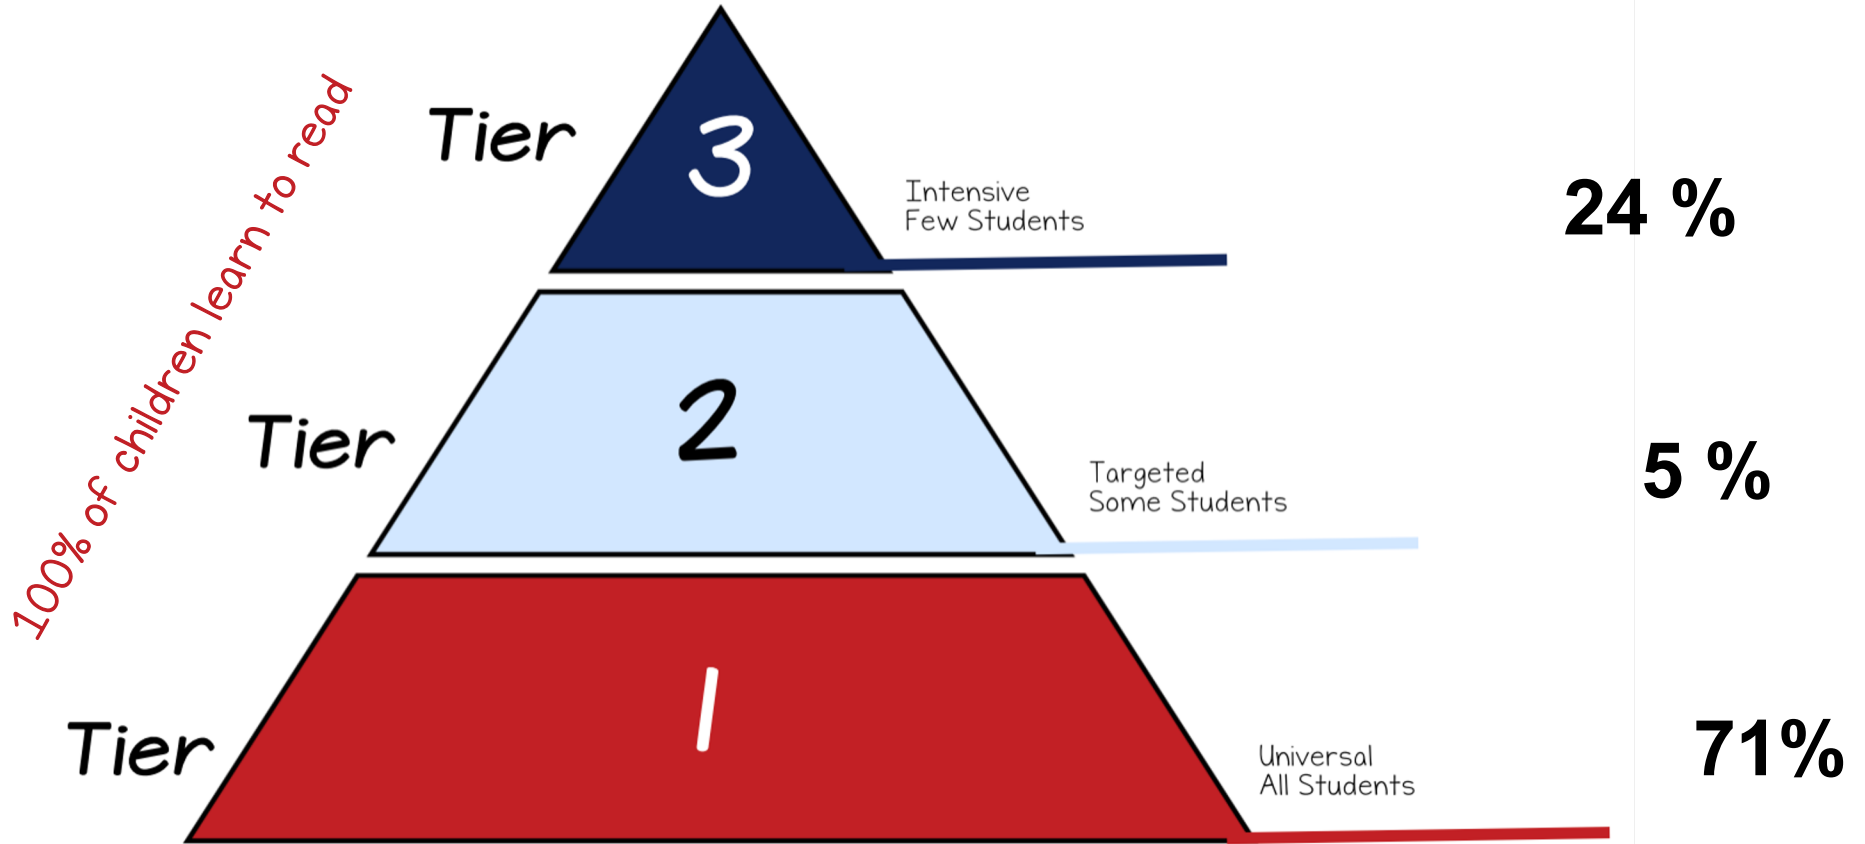 100% of children learn to read
Tier
3
Intensive
Few Students
24 %
Tier
2
Targeted
Some Students
5 %
Tier
1
Universal
All Students
71%